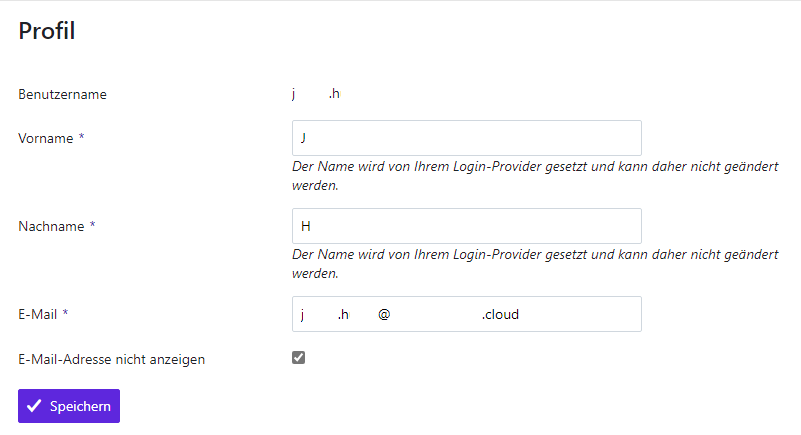 Profil
Benutzername j .h
Vorname * J
Der Name wird von Ihrem Login-Provider gesetzt und kann daher nicht geändert
werden.
Nachname * H
Der Name wird von Ihrem Login-Provider gesetzt und kann daher nicht geändert
werden.
E-Mail * j .h @ .cloud
E-Mail-Adresse nicht anzeigen
Speichern